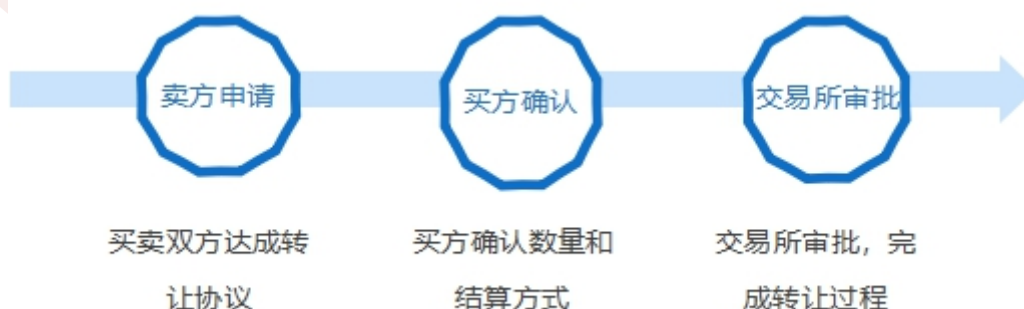 卖方申请
买方确认
交易所审批
买卖双方达成转
让协议
买方确认数量和
结算方式
交易所审批，完
成转让过程